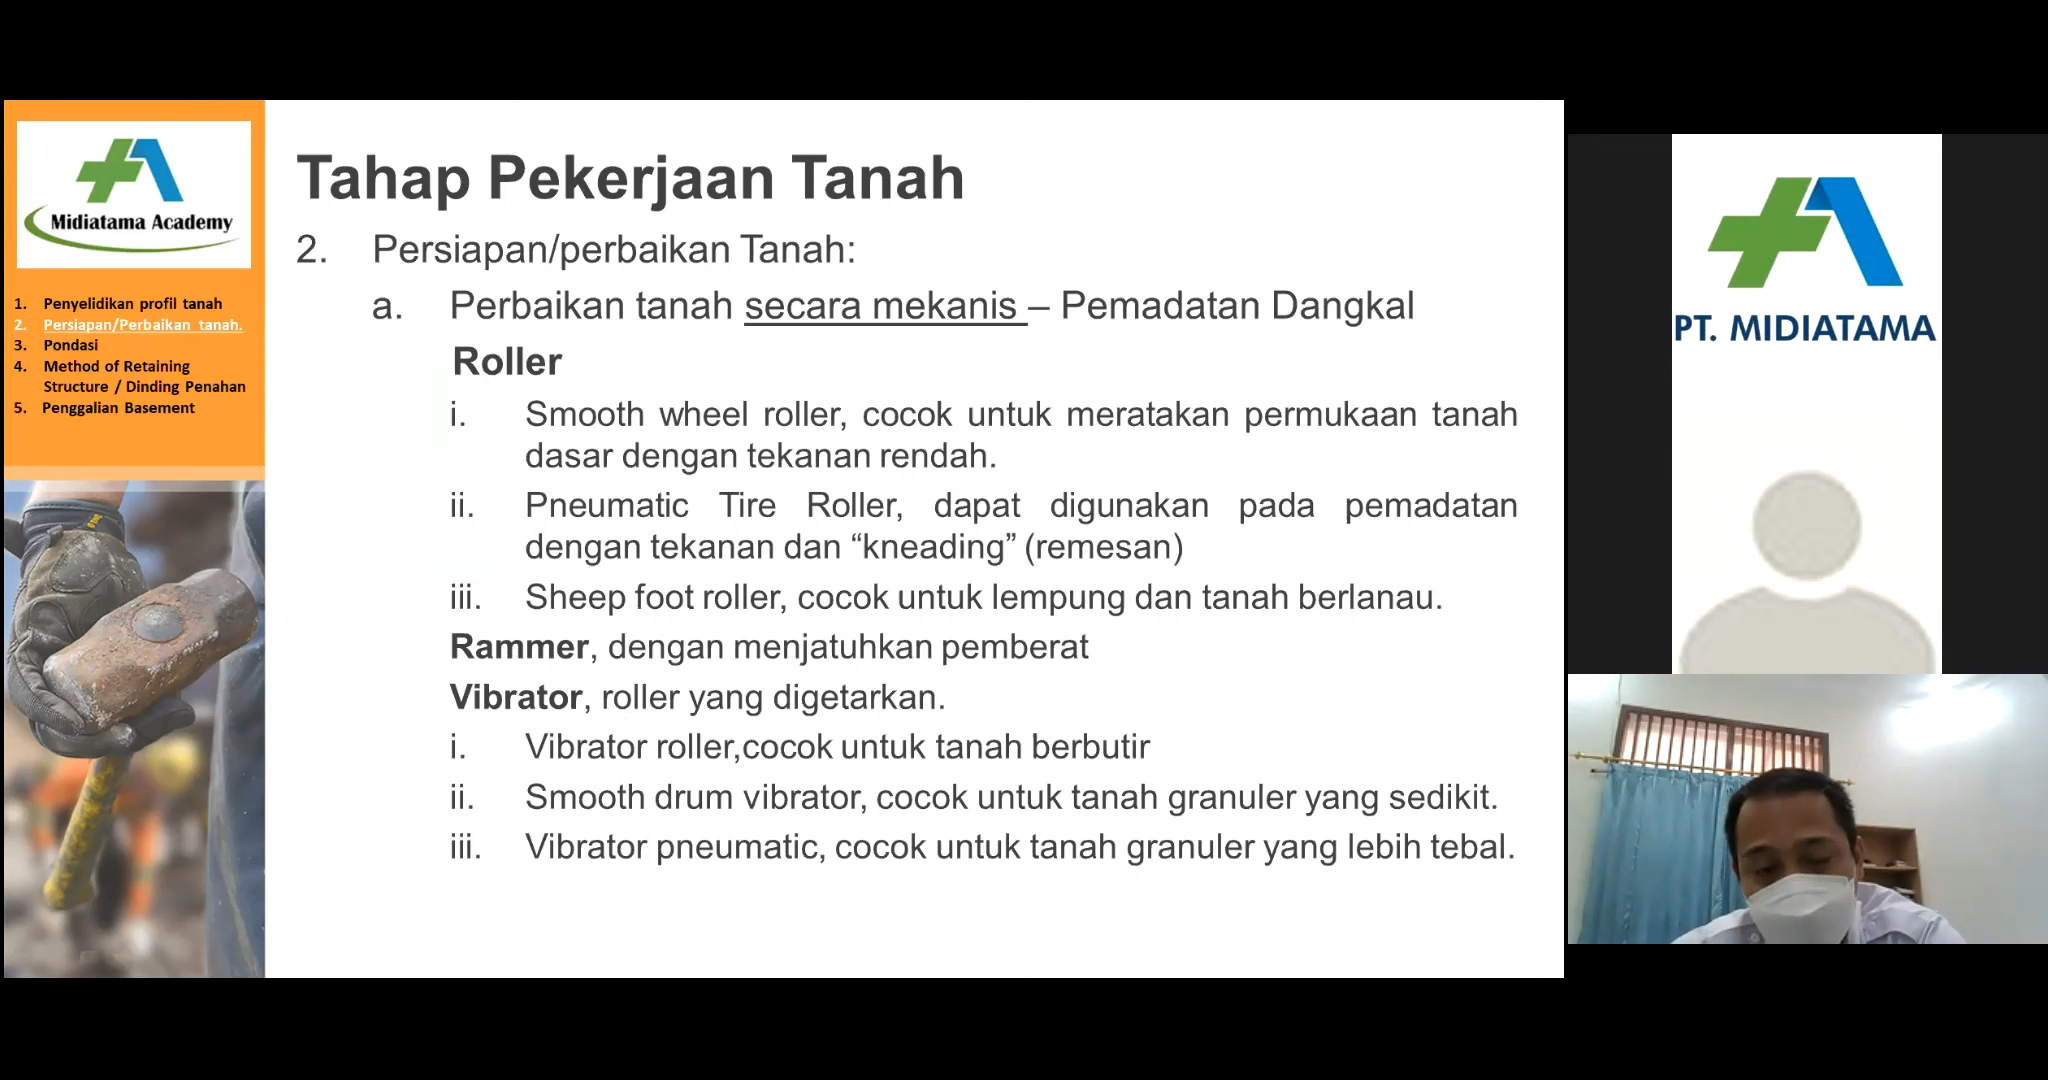 Midiatama Academy
1. Penyelidikan profil tanah
2. Persiapan/Perbaikan tanah.
3. Pondasi
4. Method of Retaining
Structure / Dinding Penahan
5. Penggalian Basement
Tahap Pekerjaan Tanah
2. Persiapan/perbaikan Tanah:
a. Perbaikan tanah secara mekanis – Pemadatan Dangkal
Roller
i. Smooth wheel roller, cocok untuk meratakan permukaan tanah
dasar dengan tekanan rendah.
ii. Pneumatic Tire Roller, dapat digunakan pada pemadatan
dengan tekanan dan “kneading” (remesan)
iii. Sheep foot roller, cocok untuk lempung dan tanah berlanau.
Rammer, dengan menjatuhkan pemberat
Vibrator, roller yang digetarkan.
i. Vibrator roller,cocok untuk tanah berbutir
ii. Smooth drum vibrator, cocok untuk tanah granuler yang sedikit.
iii. Vibrator pneumatic, cocok untuk tanah granuler yang lebih tebal.
PT. MIDIATAMA